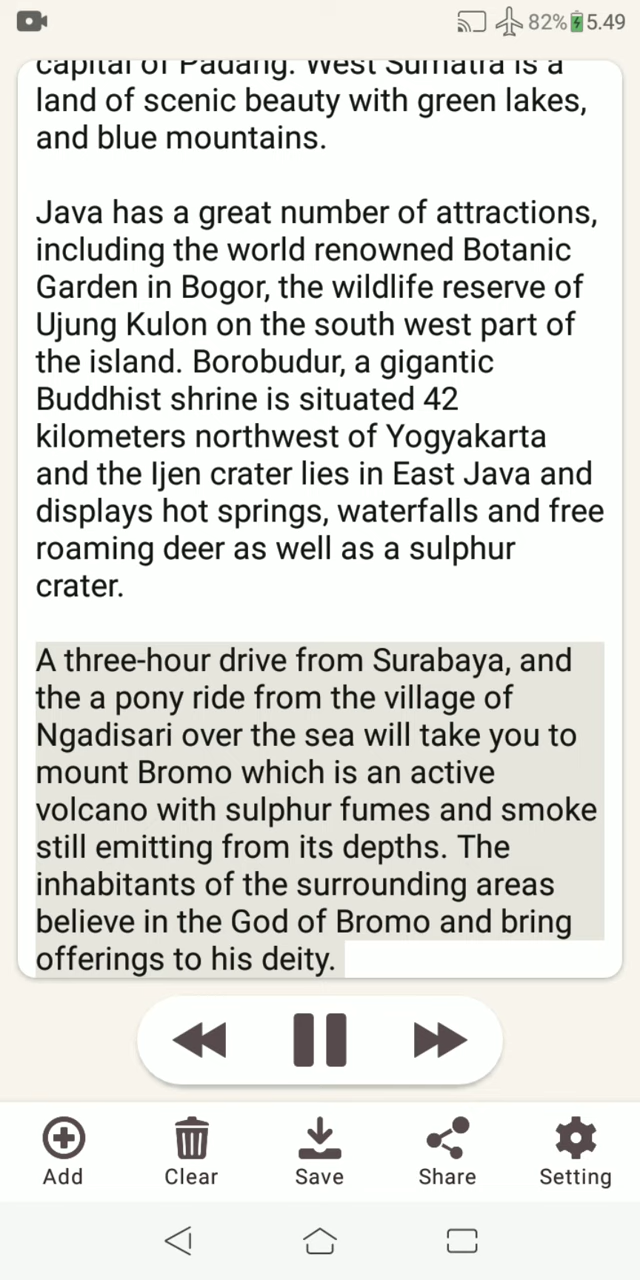 82% 5.49
capital of Padang. West Sumatra is a
land of scenic beauty with green lakes,
and blue mountains.
Java has a great number of attractions,
including the world renowned Botanic
Garden in Bogor, the wildlife reserve of
Ujung Kulon on the south west part of
the island. Borobudur, a gigantic
Buddhist shrine is situated 42
kilometers northwest of Yogyakarta
and the Ijen crater lies in East Java and
displays hot springs, waterfalls and free
roaming deer as well as a sulphur
crater.
A three-hour drive from Surabaya, and
the a pony ride from the village of
Ngadisari over the sea will take you to
mount Bromo which is an active
volcano with sulphur fumes and smoke
still emitting from its depths. The
inhabitants of the surrounding areas
believe in the God of Bromo and bring
offerings to his deity.
Add Clear Save Share Setting